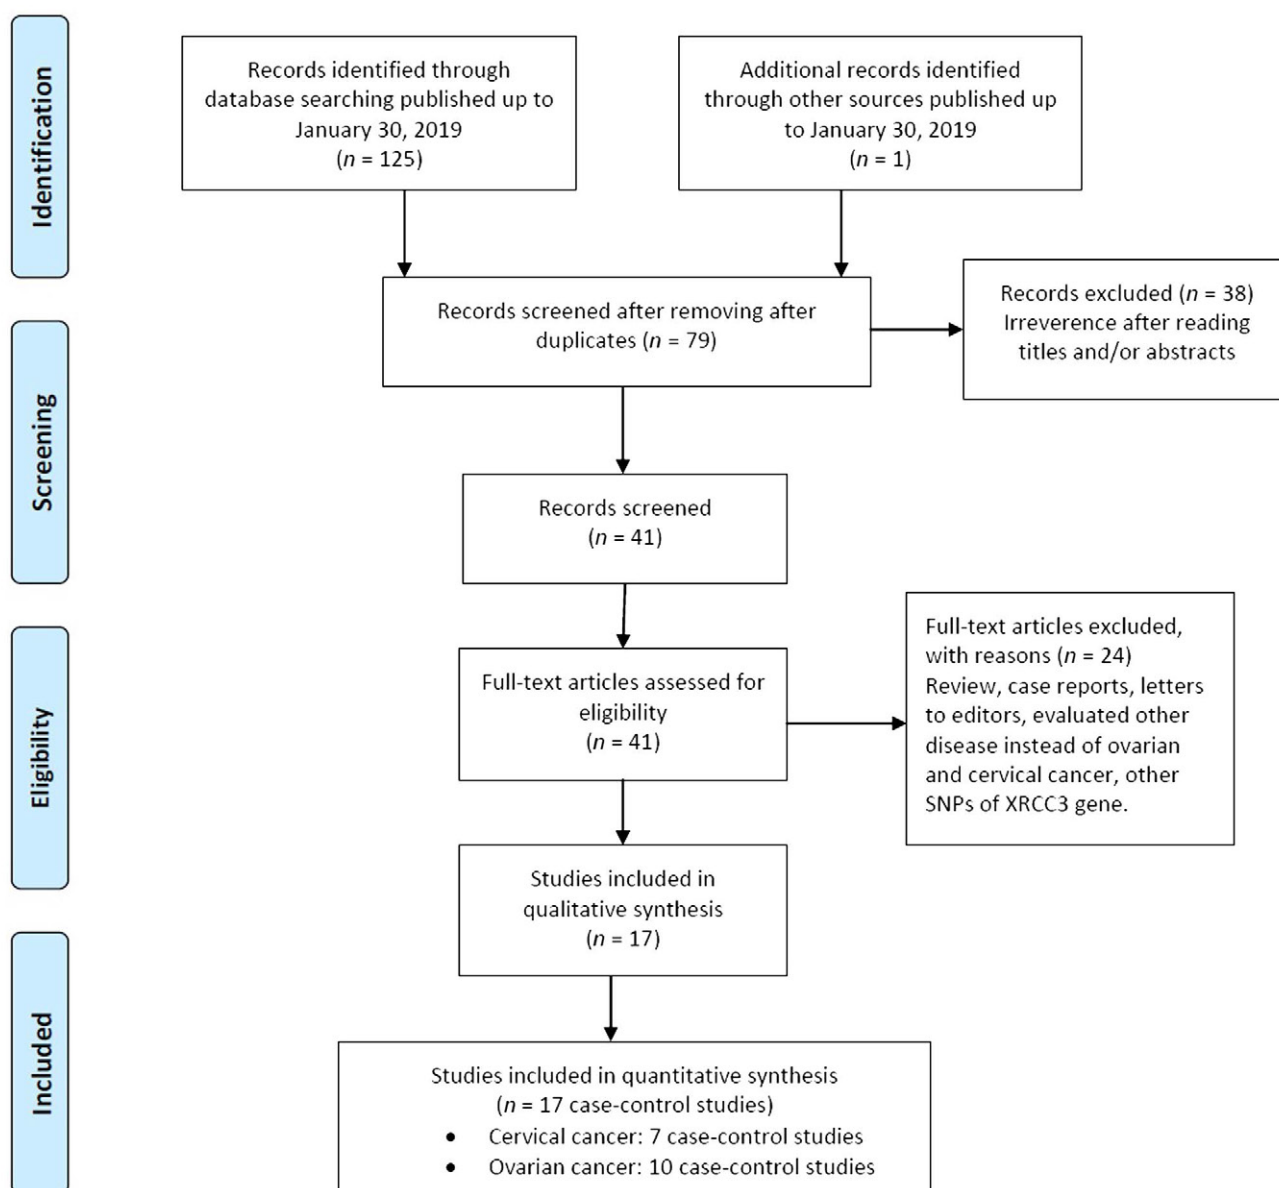 Identification
Records identified through
database searching published up to
January 30, 2019
(n = 125)
Additional records identified
through other sources published up
to January 30, 2019
(n = 1)
Records screened after removing after
duplicates (n = 79)
Records excluded (n = 38)
Irreverence after reading
titles and/or abstracts
Screening
Records screened
(n = 41)
Eligibility
Full-text articles assessed for
eligibility
(n = 41)
Full-text articles excluded,
with reasons (n = 24)
Review, case reports, letters
to editors, evaluated other
disease instead of ovarian
and cervical cancer, other
SNPs of XRCC3 gene.
Studies included in
qualitative synthesis
(n = 17)
Included
Studies included in quantitative synthesis
(n = 17 case-control studies)
• Cervical cancer: 7 case-control studies
• Ovarian cancer: 10 case-control studies